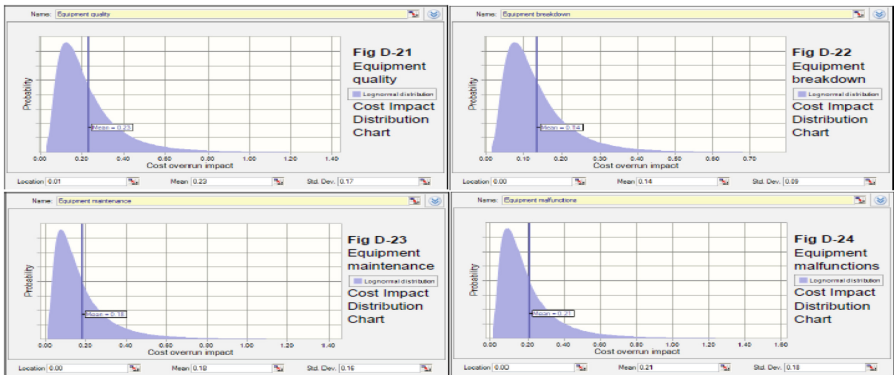 Name: Equipment quality
Fig D-21
Equipment
quality
Lognormal distribution
Cost Impact
Distribution
Chart
Probability
Mean = 0.23
0.00 0.20 0.40 0.60 0.80 1.00 1.20 1.40
Cost overrun impact
Location 0.01 Mean 0.23 Std. Dev. 0.17
Name: Equipment breakdown
Fig D-22
Equipment
breakdown
Lognormal distribution
Cost Impact
Distribution
Chart
Probability
Mean = 0.14
0.00 0.10 0.20 0.30 0.40 0.50 0.60 0.70
Cost overrun impact
Location 0.00 Mean 0.14 Std. Dev. 0.09
Name: Equipment maintenance
Fig D-23
Equipment
maintenance
Lognormal distribution
Cost Impact
Distribution
Chart
Probability
Mean = 0.18
0.00 0.20 0.40 0.60 0.80 1.00 1.20 1.40
Cost overrun impact
Location 0.00 Mean 0.18 Std. Dev. 0.16
Name: Equipment malfunctions
Fig D-24
Equipment
malfunctions
Lognormal distribution
Cost Impact
Distribution
Chart
Probability
Mean = 0.21
0.00 0.20 0.40 0.60 0.80 1.00 1.20 1.40 1.60
Cost overrun impact
Location 0.00 Mean 0.21 Std. Dev. 0.18